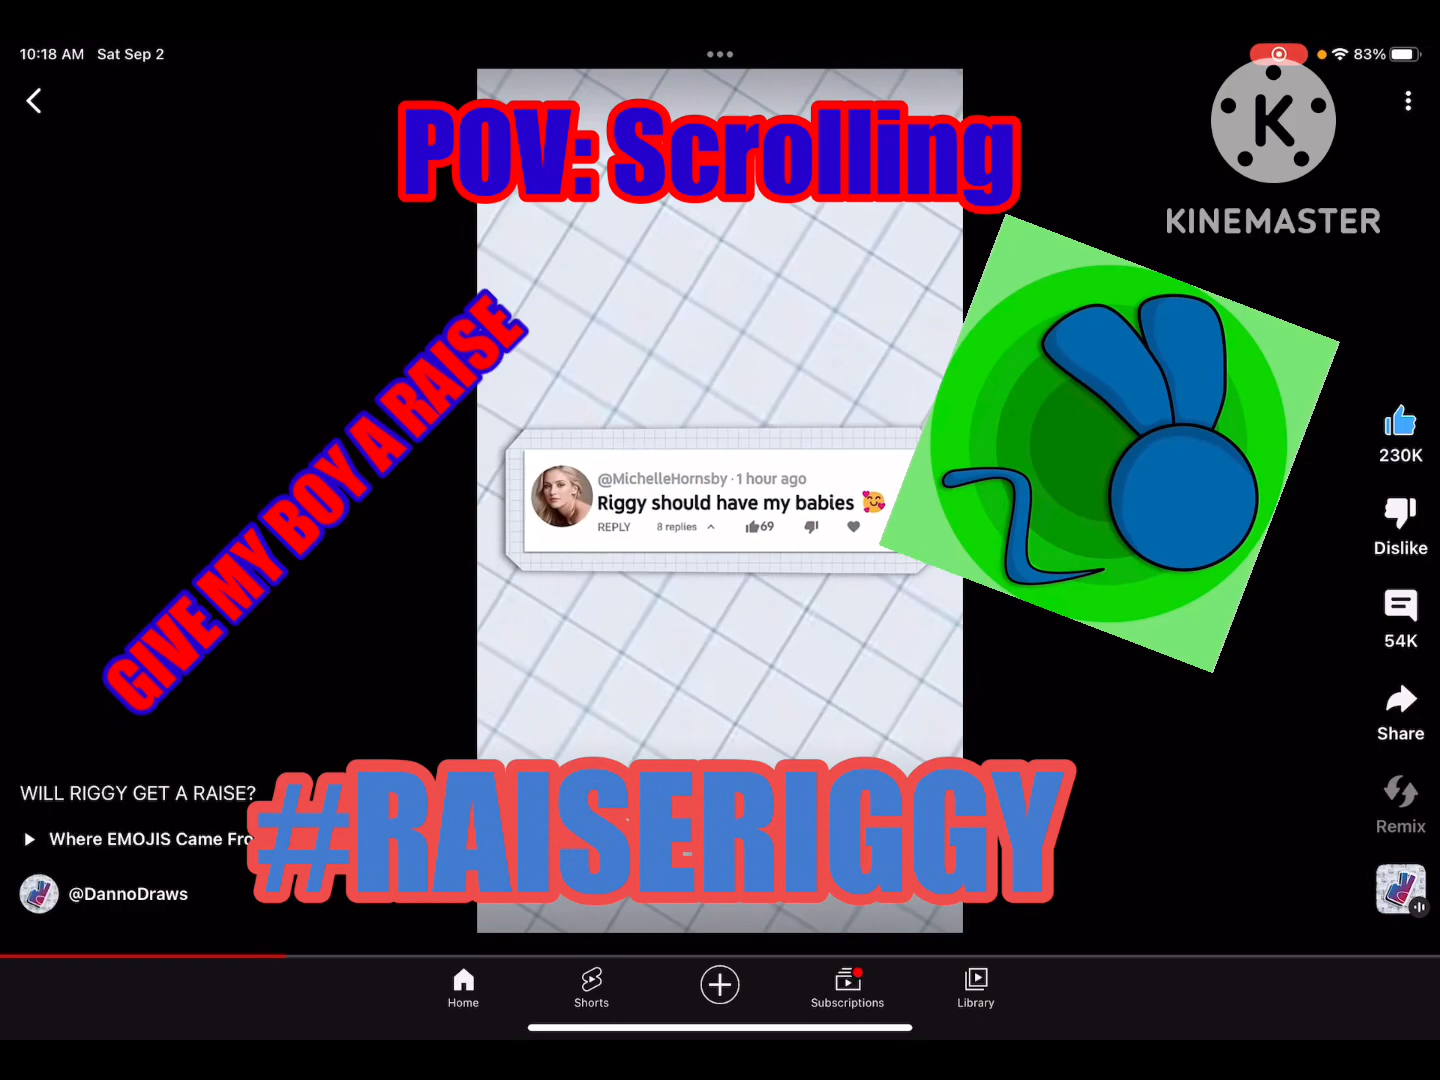 10:18 AM Sat Sep 2
83%
POV: Scrolling
K
KINEMASTER
GIVE MY BOY A RAISE
@MichelleHornsby · 1 hour ago
Riggy should have my babies 🥰
REPLY 8 replies 69
230K
Dislike
54K
Share
Remix
WILL RIGGY GET A RAISE?
Where EMOJIS Came Fro
#RAISERIGGY
@DannoDraws
Home Shorts Subscriptions Library